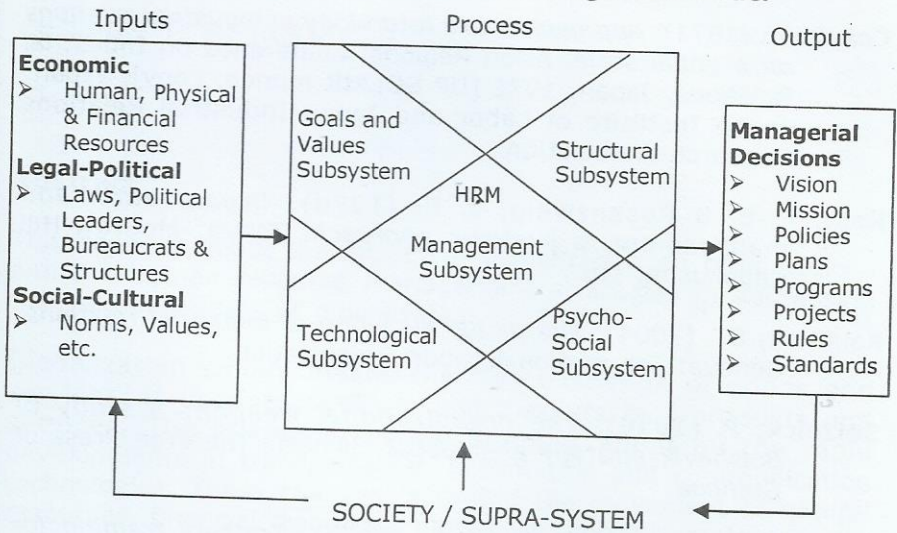 Inputs
Process
Output
Economic
➢ Human, Physical
& Financial
Resources
Legal-Political
➢ Laws, Political
Leaders,
Bureaucrats &
Structures
Social-Cultural
➢ Norms, Values,
etc.
Goals and
Values
Subsystem
Structural
Subsystem
HRM
Management
Subsystem
Technological
Subsystem
Psycho-
Social
Subsystem
Managerial
Decisions
➢ Vision
➢ Mission
➢ Policies
➢ Plans
➢ Programs
➢ Projects
➢ Rules
➢ Standards
SOCIETY / SUPRA-SYSTEM